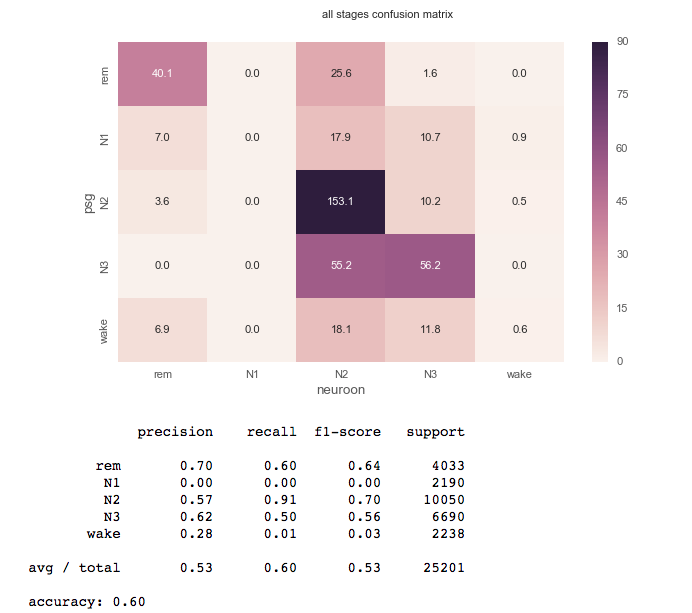 all stages confusion matrix
rem 40.1 0.0 25.6 1.6 0.0
N1 7.0 0.0 17.9 10.7 0.9
N2 3.6 0.0 153.1 10.2 0.5
N3 0.0 0.0 55.2 56.2 0.0
wake 6.9 0.0 18.1 11.8 0.6
psg
rem N1 N2 N3 wake
neuroon
90
75
60
45
30
15
0
precision recall f1-score support
rem 0.70 0.60 0.64 4033
N1 0.00 0.00 0.00 2190
N2 0.57 0.91 0.70 10050
N3 0.62 0.50 0.56 6690
wake 0.28 0.01 0.03 2238
avg / total 0.53 0.60 0.53 25201
accuracy: 0.60